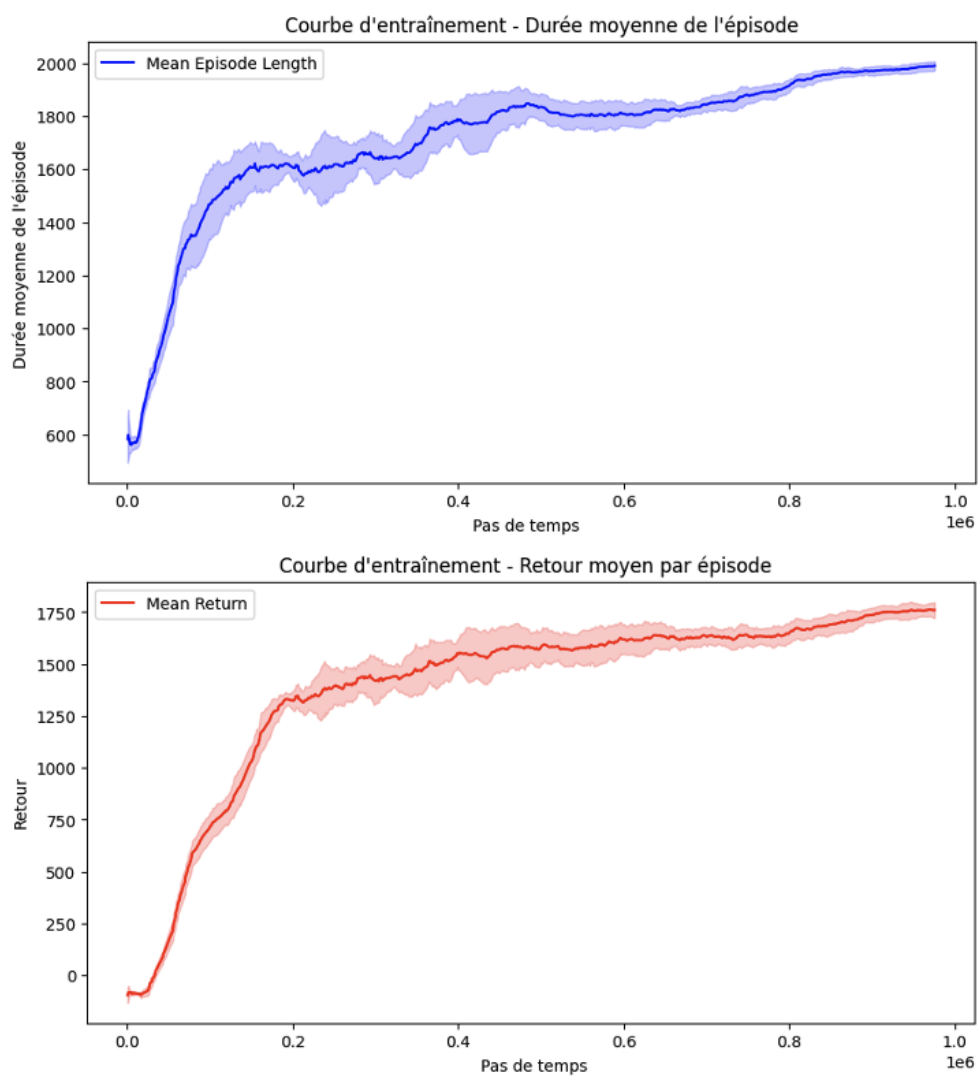 Courbe d'entraînement - Durée moyenne de l'épisode
Mean Episode Length
Durée moyenne de l'épisode
2000
1800
1600
1400
1200
1000
800
600
0.0
0.2
0.4
0.6
0.8
1.0
1e6
Pas de temps
Courbe d'entraînement - Retour moyen par épisode
Mean Return
Retour
1750
1500
1250
1000
750
500
250
0
0.0
0.2
0.4
0.6
0.8
1.0
1e6
Pas de temps